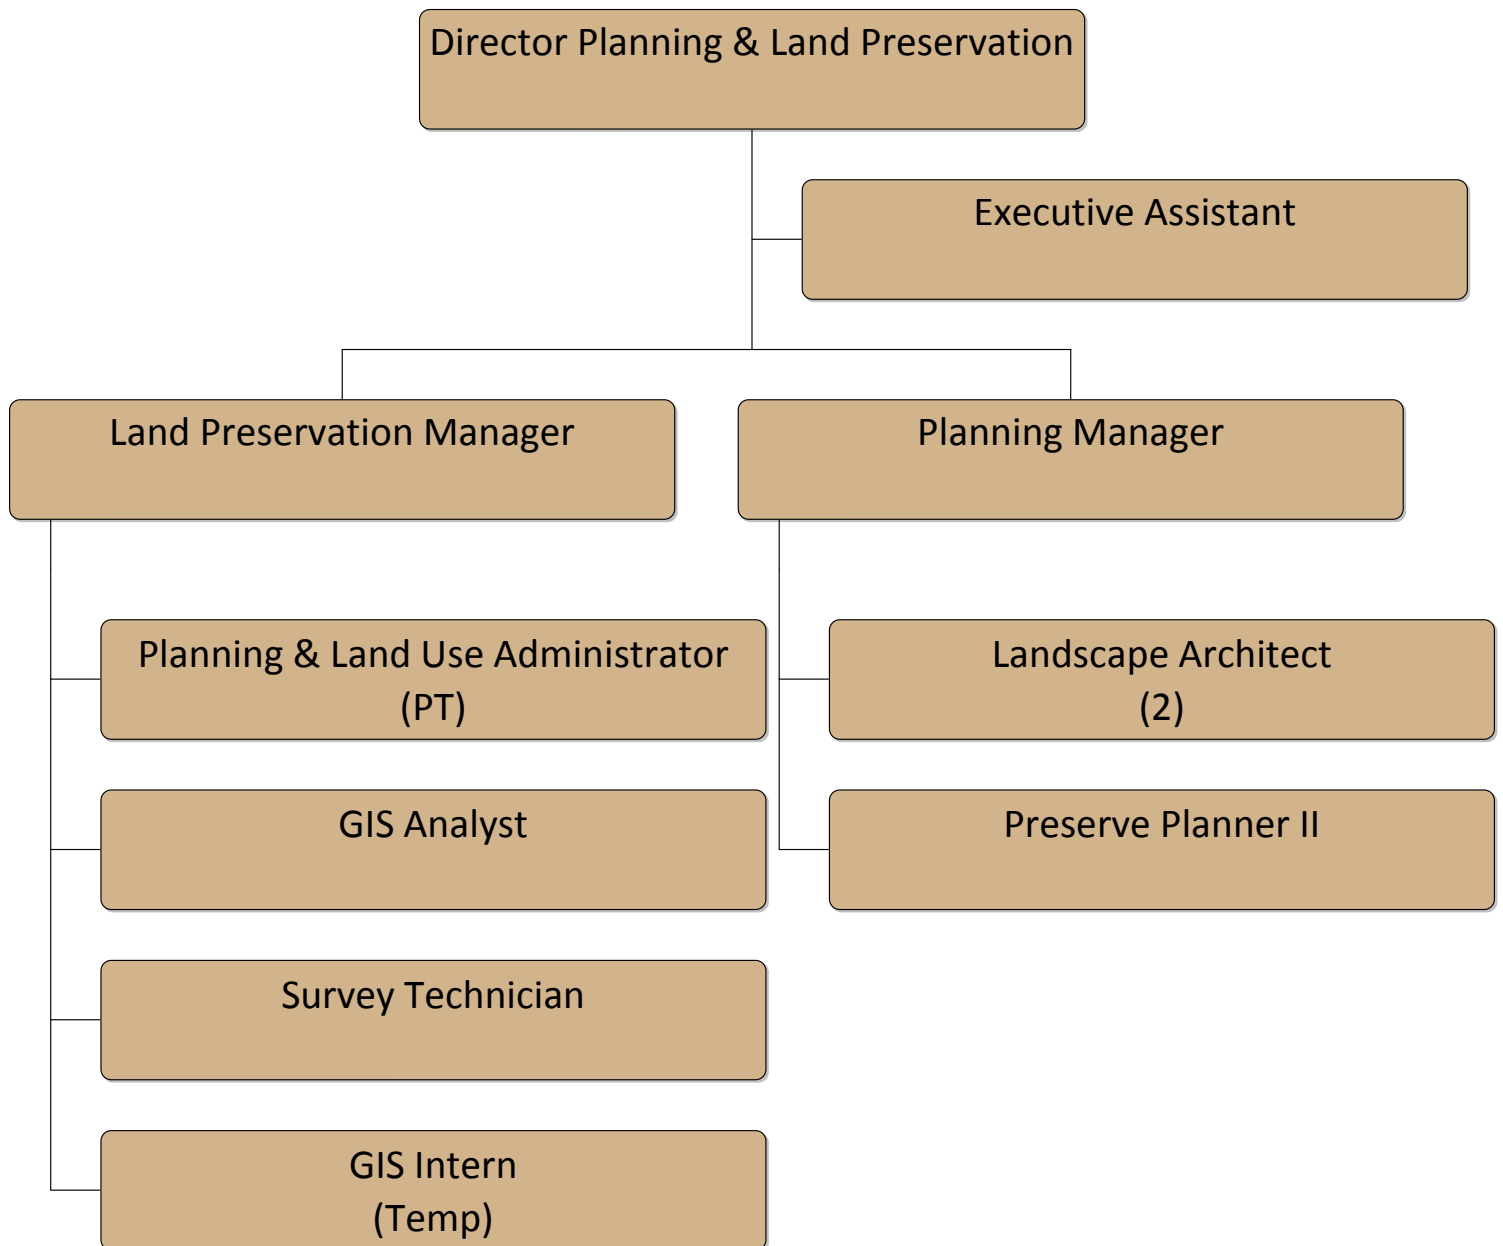 Director Planning & Land Preservation
Executive Assistant
Land Preservation Manager
Planning Manager
Planning & Land Use Administrator
(PT)
Landscape Architect
(2)
GIS Analyst
Preserve Planner II
Survey Technician
GIS Intern
(Temp)